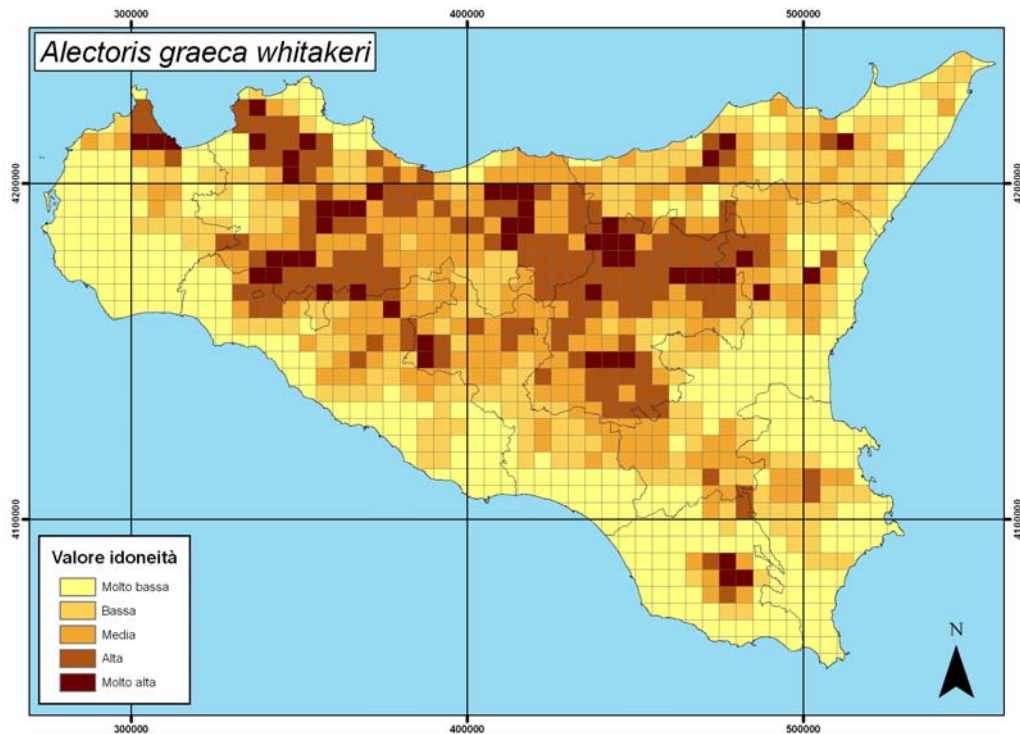 300000 400000 500000
Alectoris graeca whitakeri
4200000 4200000
4100000 4100000
Valore idoneità
Molto bassa
Bassa
Media
Alta
Molto alta
N
300000 400000 500000